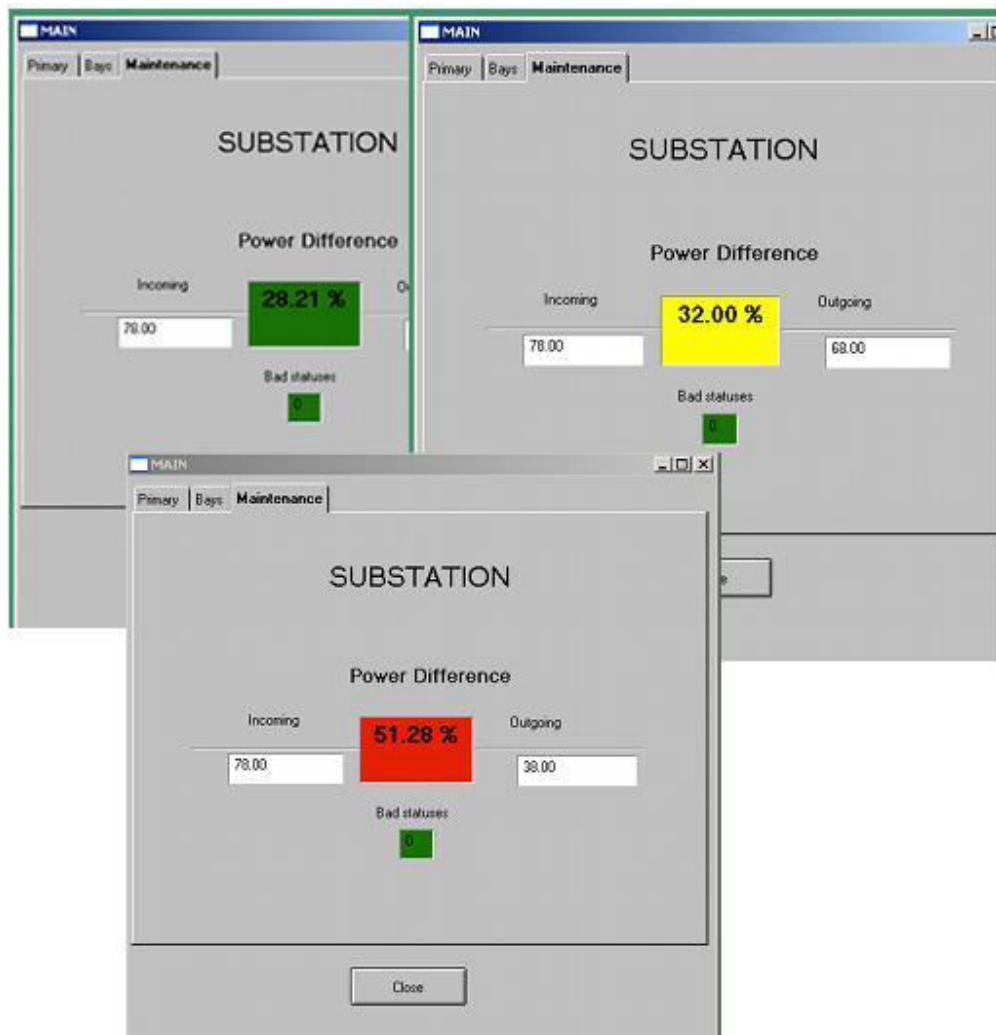 MAIN
Primary Bays Maintenance
SUBSTATION
Power Difference
Incoming
28.21 %
78.00
Bad statuses
0
MAIN
Primary Bays Maintenance
SUBSTATION
Power Difference
Incoming
32.00 %
Outgoing
78.00
68.00
Bad statuses
0
MAIN
Primary Bays Maintenance
SUBSTATION
Power Difference
Incoming
51.28 %
Outgoing
78.00
38.00
Bad statuses
0
Close